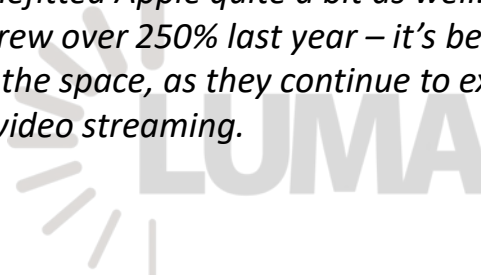 nefitted Apple quite a bit as well.
rew over 250% last year – it's be
the space, as they continue to ex
video streaming.
LUMA